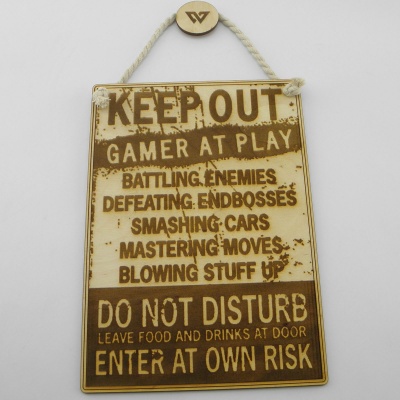 KEEP OUT
GAMER AT PLAY
BATTLING ENEMIES
DEFEATING ENDBOSSES
SMASHING CARS
MASTERING MOVES
BLOWING STUFF UP
DO NOT DISTURB
LEAVE FOOD AND DRINKS AT DOOR
ENTER AT OWN RISK